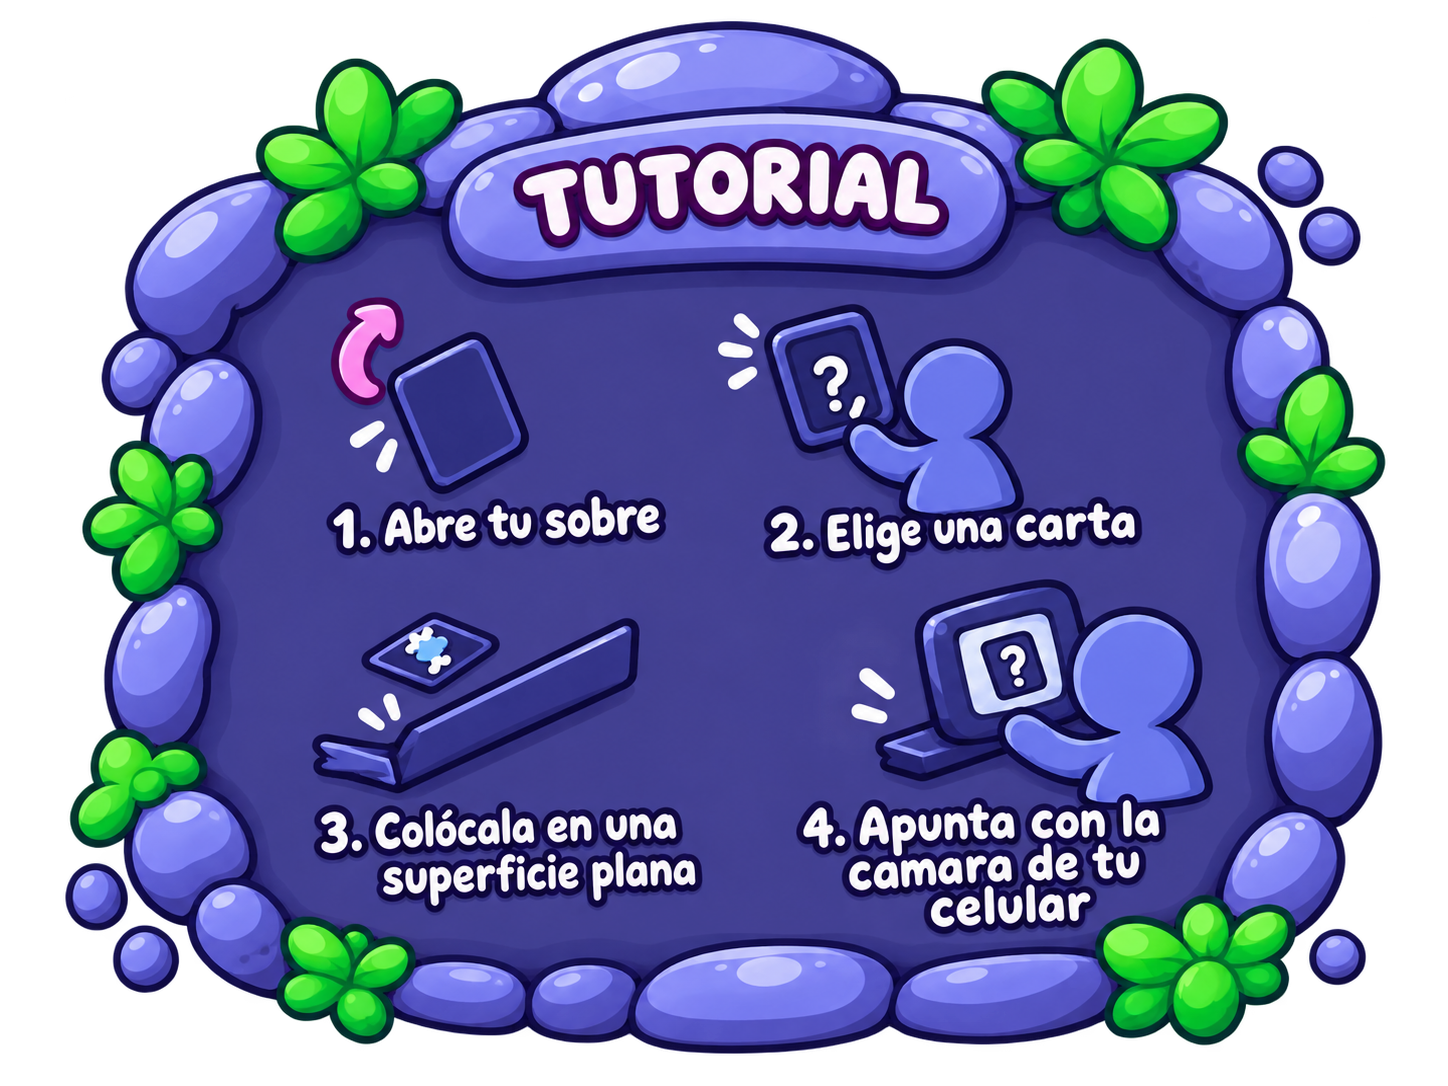 TUTORIAL
?
1. Abre tu sobre
2. Elige una carta
?
3. Colócala en una
superficie plana
4. Apunta con la
camara de tu
celular